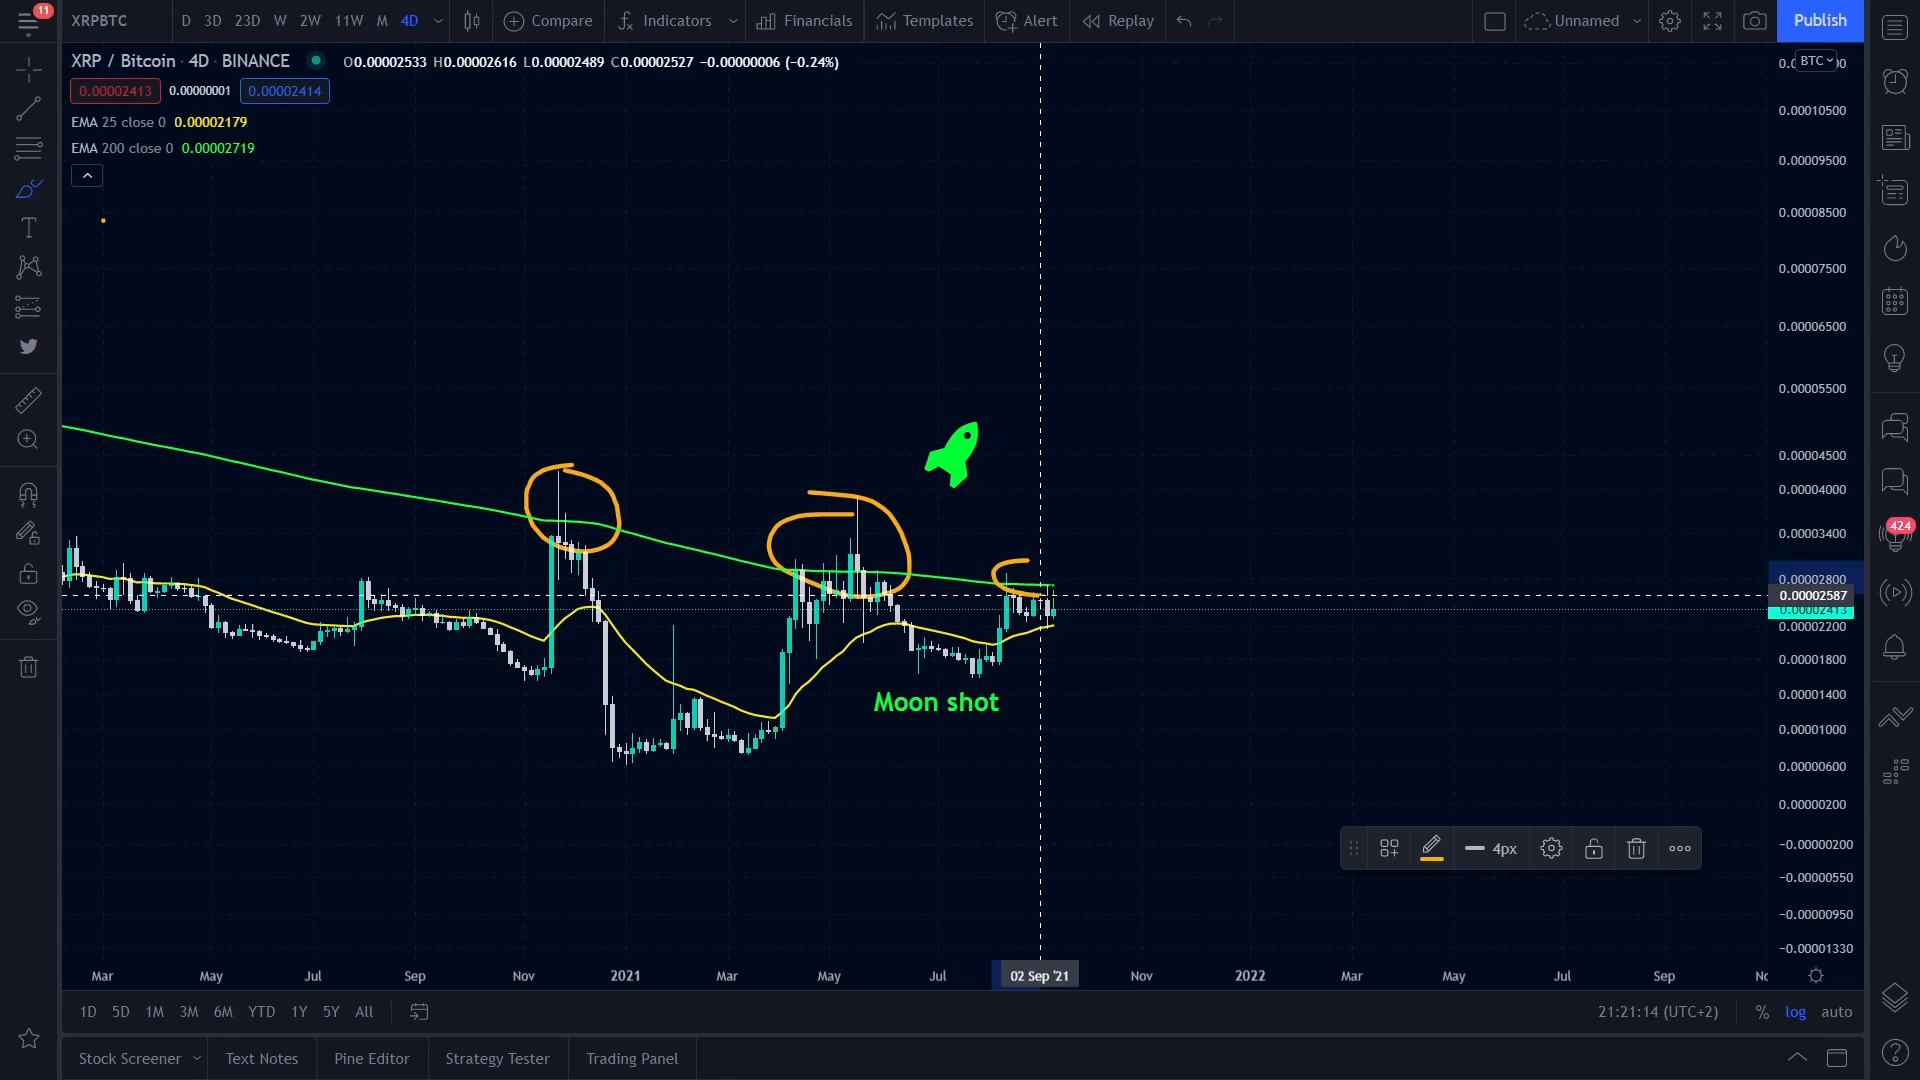 11
XRPBTC D 3D 23D W 2W 11W M 4D Compare Indicators Financials Templates Alert Replay Unnamed Publish
XRP / Bitcoin · 4D · BINANCE O0.00002533 H0.00002616 L0.00002489 C0.00002527 −0.00000006 (−0.24%)
BTC
0.00002413 0.00000001 0.00002414
EMA 25 close 0 0.00002179
EMA 200 close 0 0.00002719
0.00010500
0.00009500
0.00008500
0.00007500
0.00006500
0.00005500
0.00004500
0.00004000
0.00003400
424
0.00002800
0.00002587
0.00002413
0.00002200
0.00001800
0.00001400
Moon shot
0.00001000
0.00000600
0.00000200
−0.00000200
4px
−0.00000550
−0.00000950
−0.00001330
Mar May Jul Sep Nov 2021 Mar May Jul 02 Sep '21 Nov 2022 Mar May Jul Sep
1D 5D 1M 3M 6M YTD 1Y 5Y All 21:21:14 (UTC+2) % log auto
Stock Screener Text Notes Pine Editor Strategy Tester Trading Panel